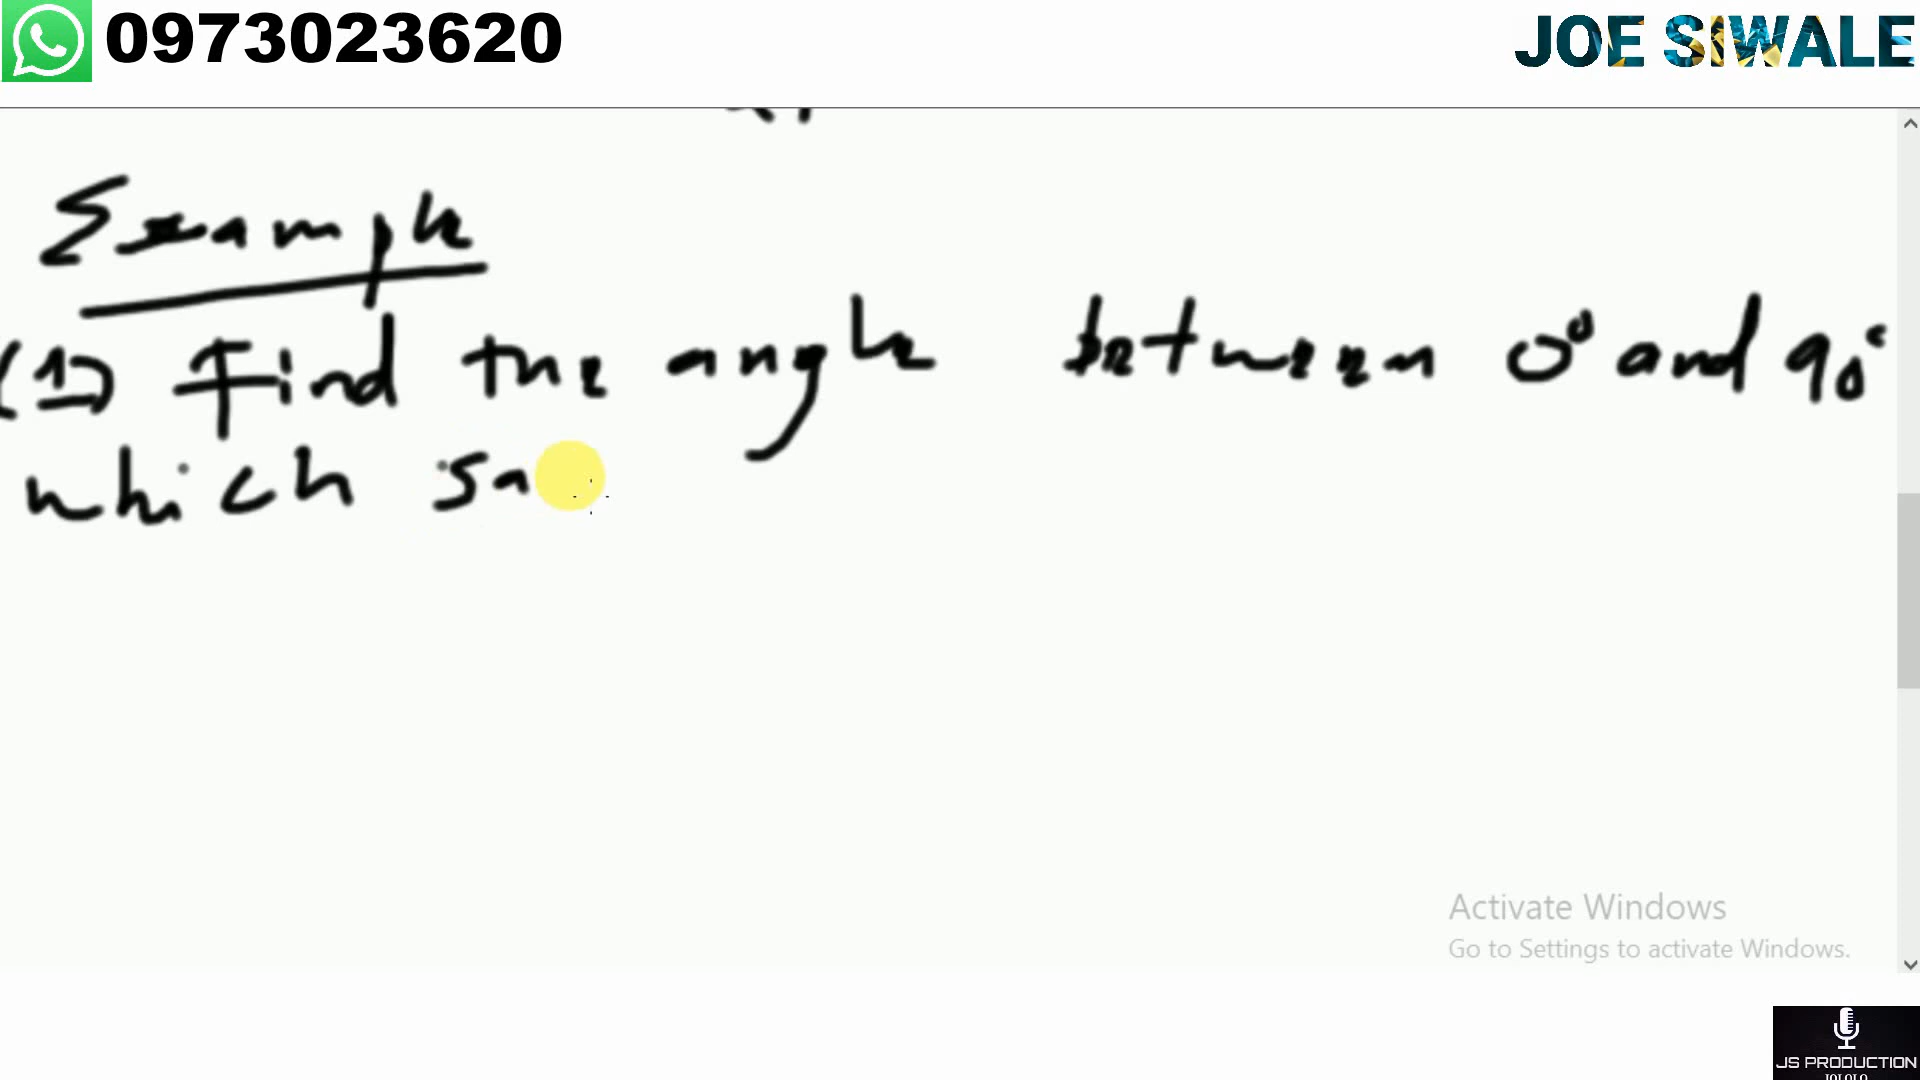 0973023620
JOE SIWALE
Example
(1) Find the angle between 0° and 90°
which sa
Activate Windows
Go to Settings to activate Windows.
JS PRODUCTION